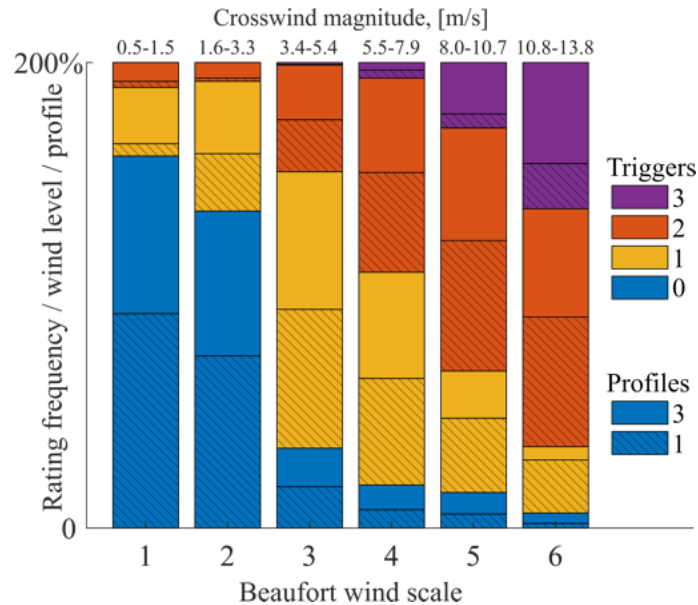 Crosswind magnitude, [m/s]
0.5-1.5 1.6-3.3 3.4-5.4 5.5-7.9 8.0-10.7 10.8-13.8
200%
0
Rating frequency / wind level / profile
Triggers
3
2
1
0
Profiles
3
1
1 2 3 4 5 6
Beaufort wind scale